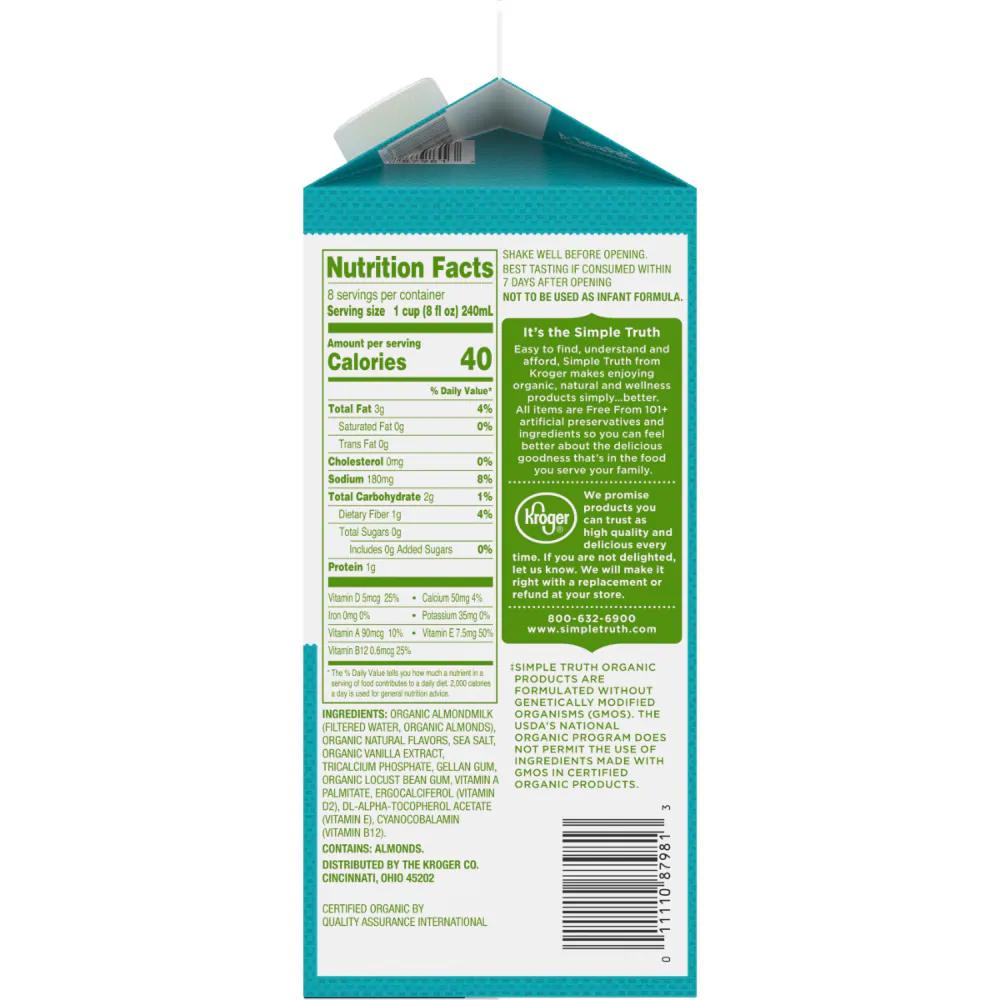 Nutrition Facts
8 servings per container
Serving size 1 cup (8 fl oz) 240mL
Amount per serving
Calories 40
% Daily Value*
Total Fat 3g 4%
Saturated Fat 0g 0%
Trans Fat 0g
Cholesterol 0mg 0%
Sodium 180mg 8%
Total Carbohydrate 2g 1%
Dietary Fiber 1g 4%
Total Sugars 0g
Includes 0g Added Sugars 0%
Protein 1g
Vitamin D 5mcg 25% • Calcium 50mg 4%
Iron 0mg 0% • Potassium 35mg 0%
Vitamin A 90mcg 10% • Vitamin E 7.5mg 50%
Vitamin B12 0.6mcg 25%
* The % Daily Value tells you how much a nutrient in a
serving of food contributes to a daily diet. 2,000 calories
a day is used for general nutrition advice.
INGREDIENTS: ORGANIC ALMONDMILK
(FILTERED WATER, ORGANIC ALMONDS),
ORGANIC NATURAL FLAVORS, SEA SALT,
ORGANIC VANILLA EXTRACT,
TRICALCIUM PHOSPHATE, GELLAN GUM,
ORGANIC LOCUST BEAN GUM, VITAMIN A
PALMITATE, ERGOCALCIFEROL (VITAMIN
D2), DL-ALPHA-TOCOPHEROL ACETATE
(VITAMIN E), CYANOCOBALAMIN
(VITAMIN B12).
CONTAINS: ALMONDS.
DISTRIBUTED BY THE KROGER CO.
CINCINNATI, OHIO 45202
CERTIFIED ORGANIC BY
QUALITY ASSURANCE INTERNATIONAL
SHAKE WELL BEFORE OPENING.
BEST TASTING IF CONSUMED WITHIN
7 DAYS AFTER OPENING
NOT TO BE USED AS INFANT FORMULA.
It's the Simple Truth
Easy to find, understand and
afford, Simple Truth from
Kroger makes enjoying
organic, natural and wellness
products simply...better.
All items are Free From 101+
artificial preservatives and
ingredients so you can feel
better about the delicious
goodness that's in the food
you serve your family.
Kroger®
We promise
products you
can trust as
high quality and
delicious every
time. If you are not delighted,
let us know. We will make it
right with a replacement or
refund at your store.
800-632-6900
www.simpletruth.com
‡SIMPLE TRUTH ORGANIC
PRODUCTS ARE
FORMULATED WITHOUT
GENETICALLY MODIFIED
ORGANISMS (GMOS). THE
USDA'S NATIONAL
ORGANIC PROGRAM DOES
NOT PERMIT THE USE OF
INGREDIENTS MADE WITH
GMOS IN CERTIFIED
ORGANIC PRODUCTS.
0 11110 87981 3